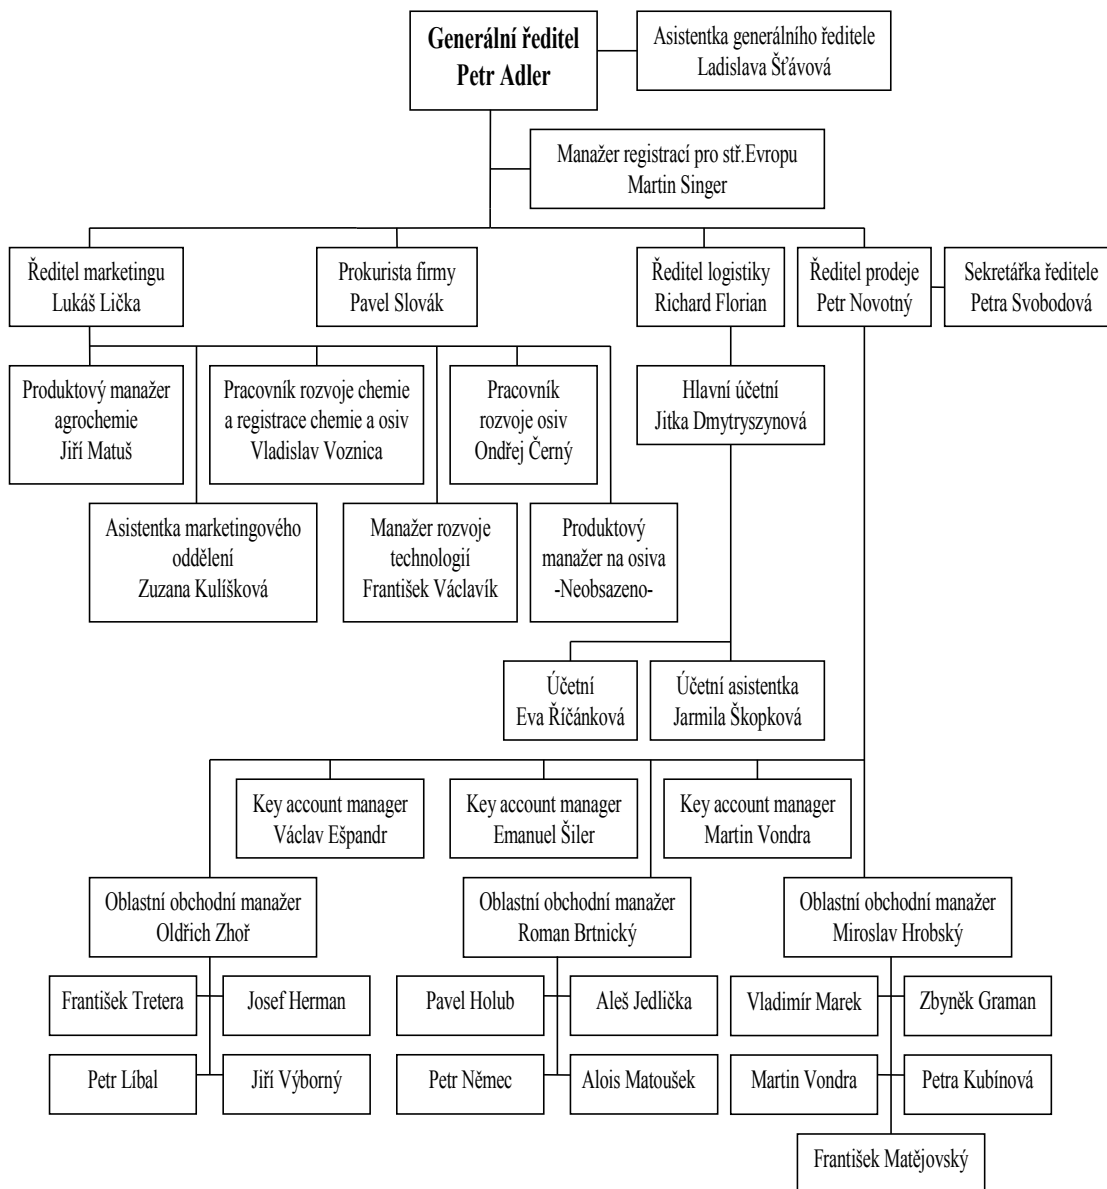 Generální ředitel
Petr Adler
Asistentka generálního ředitele
Ladislava Šťávová
Manažer registrací pro stř.Evropu
Martin Singer
Ředitel marketingu
Lukáš Lička
Prokurista firmy
Pavel Slovák
Ředitel logistiky
Richard Florian
Ředitel prodeje
Petr Novotný
Sekretářka ředitele
Petra Svobodová
Produktový manažer
agrochemie
Jiří Matuš
Pracovník rozvoje chemie
a registrace chemie a osiv
Vladislav Voznica
Pracovník
rozvoje osiv
Ondřej Černý
Hlavní účetní
Jitka Dmytryszynová
Asistentka marketingového
oddělení
Zuzana Kulíšková
Manažer rozvoje
technologií
František Václavík
Produktový
manažer na osiva
-Neobsazeno-
Účetní
Eva Říčánková
Účetní asistentka
Jarmila Škopková
Key account manager
Václav Ešpandr
Key account manager
Emanuel Šiler
Key account manager
Martin Vondra
Oblastní obchodní manažer
Oldřich Zhoř
Oblastní obchodní manažer
Roman Brtnický
Oblastní obchodní manažer
Miroslav Hrobský
František Tretera
Josef Herman
Pavel Holub
Aleš Jedlička
Vladimír Marek
Zbyněk Graman
Petr Líbal
Jiří Výborný
Petr Němec
Alois Matoušek
Martin Vondra
Petra Kubínová
František Matějovský